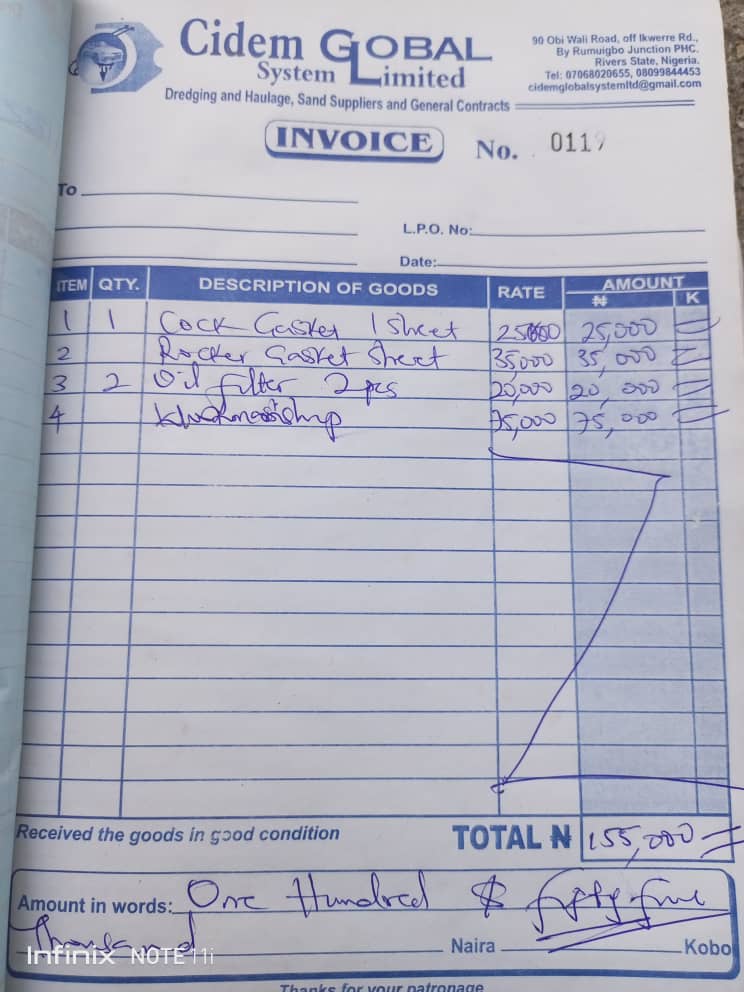 Cidem GLOBAL
System Limited
Dredging and Haulage, Sand Suppliers and General Contracts
90 Obi Wali Road, off Ikwerre Rd.,
By Rumuigbo Junction PHC.
Rivers State, Nigeria.
Tel: 07068020655, 08099844453
cidemglobalsystemltd@gmail.com
INVOICE No. 0119
To
L.P.O. No:
Date:
ITEM QTY. DESCRIPTION OF GOODS RATE AMOUNT
₦ K
1 1 Cock Gasket 1 Sheet 25000 25,000 =
2 Rocker Gasket Sheet 35000 35,000 =
3 2 Oil filter 2 pcs 20,000 20,000 =
4 75,000 75,000 =
Received the goods in good condition TOTAL ₦ 155,000 =
Amount in words: One Hundred & fifty five
Thousand Naira Kobo
Infinix NOTE 11i
Thanks for your patronage